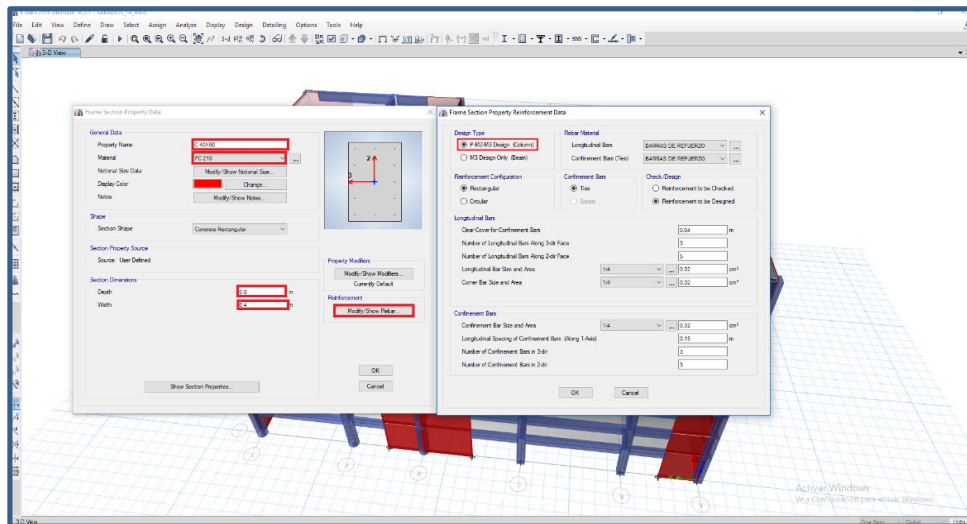 File Edit View Define Draw Select Assign Analyze Display Design Detailing Options Tools Help
3-D View
Frame Section Property Data
General Data
Property Name C 40X60
Material FC 210
Notional Size Data Modify/Show Notional Size...
Display Color Change...
Notes Modify/Show Notes...
Shape
Section Shape Concrete Rectangular
Section Property Source
Source: User Defined
Section Dimensions
Depth m
Width 0.4 m
Show Section Properties...
2
3
Property Modifiers
Modify/Show Modifiers...
Currently Default
Reinforcement
Modify/Show Rebar...
OK
Cancel
Frame Section Property Reinforcement Data
Design Type
P-M2-M3 Design (Column)
M3 Design Only (Beam)
Rebar Material
Longitudinal Bars BARRAS DE REFUERZO ...
Confinement Bars (Ties) BARRAS DE REFUERZO ...
Reinforcement Configuration
Rectangular
Circular
Confinement Bars
Ties
Spirals
Check/Design
Reinforcement to be Checked
Reinforcement to be Designed
Longitudinal Bars
Clear Cover for Confinement Bars 0.04 m
Number of Longitudinal Bars Along 3-dir Face 3
Number of Longitudinal Bars Along 2-dir Face 5
Longitudinal Bar Size and Area 1/4 ... 0.32 cm²
Corner Bar Size and Area 1/4 ... 0.32 cm²
Confinement Bars
Confinement Bar Size and Area 1/4 ... 0.32 cm²
Longitudinal Spacing of Confinement Bars (Along 1-Axis) 0.15 m
Number of Confinement Bars in 3-dir 3
Number of Confinement Bars in 2-dir 3
OK Cancel
Activar Windows
Ve a Configuración para activar Windows.
3-D View One Story Global Units